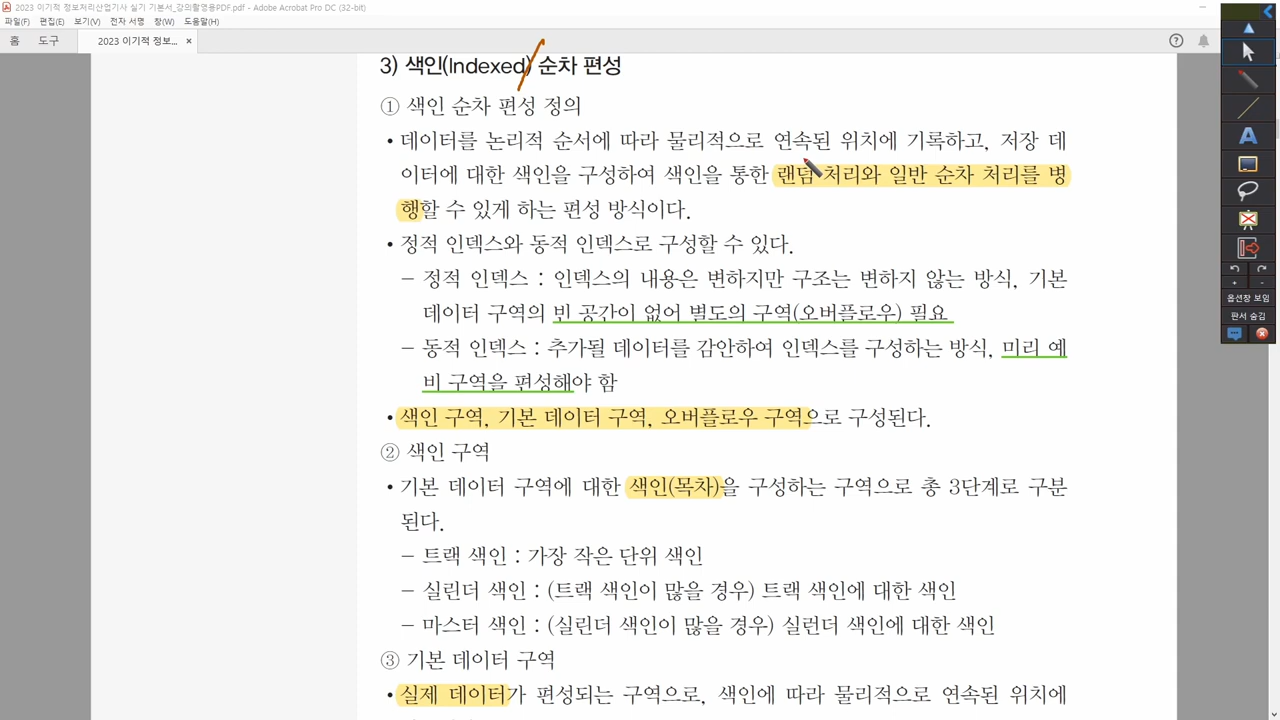 2023 이기적 정보처리산업기사 실기 기본서_강의촬영용PDF.pdf - Adobe Acrobat Pro DC (32-bit)
파일(F) 편집(E) 보기(V) 전자 서명 창(W) 도움말(H)
홈 도구 2023 이기적 정보... ×
3) 색인(Indexed) 순차 편성
① 색인 순차 편성 정의
• 데이터를 논리적 순서에 따라 물리적으로 연속된 위치에 기록하고, 저장 데
이터에 대한 색인을 구성하여 색인을 통한 랜덤 처리와 일반 순차 처리를 병
행할 수 있게 하는 편성 방식이다.
• 정적 인덱스와 동적 인덱스로 구성할 수 있다.
– 정적 인덱스 : 인덱스의 내용은 변하지만 구조는 변하지 않는 방식, 기본
데이터 구역의 빈 공간이 없어 별도의 구역(오버플로우) 필요
– 동적 인덱스 : 추가될 데이터를 감안하여 인덱스를 구성하는 방식, 미리 예
비 구역을 편성해야 함
• 색인 구역, 기본 데이터 구역, 오버플로우 구역으로 구성된다.
② 색인 구역
• 기본 데이터 구역에 대한 색인(목차)을 구성하는 구역으로 총 3단계로 구분
된다.
– 트랙 색인 : 가장 작은 단위 색인
– 실린더 색인 : (트랙 색인이 많을 경우) 트랙 색인에 대한 색인
– 마스터 색인 : (실린더 색인이 많을 경우) 실런더 색인에 대한 색인
③ 기본 데이터 구역
• 실제 데이터가 편성되는 구역으로, 색인에 따라 물리적으로 연속된 위치에
A
+ -
옵션창 보임
판서 숨김